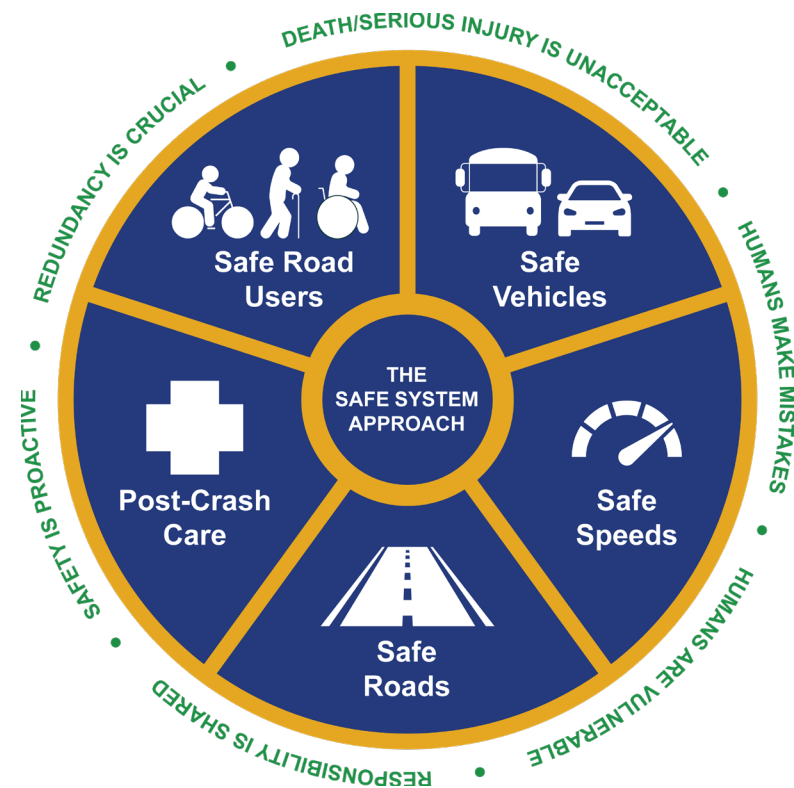 DEATH/SERIOUS INJURY IS UNACCEPTABLE
HUMANS MAKE MISTAKES
HUMANS ARE VULNERABLE
RESPONSIBILITY IS SHARED
SAFETY IS PROACTIVE
REDUNDANCY IS CRUCIAL
Safe Road
Users
Safe
Vehicles
THE
SAFE SYSTEM
APPROACH
Post-Crash
Care
Safe
Speeds
Safe
Roads